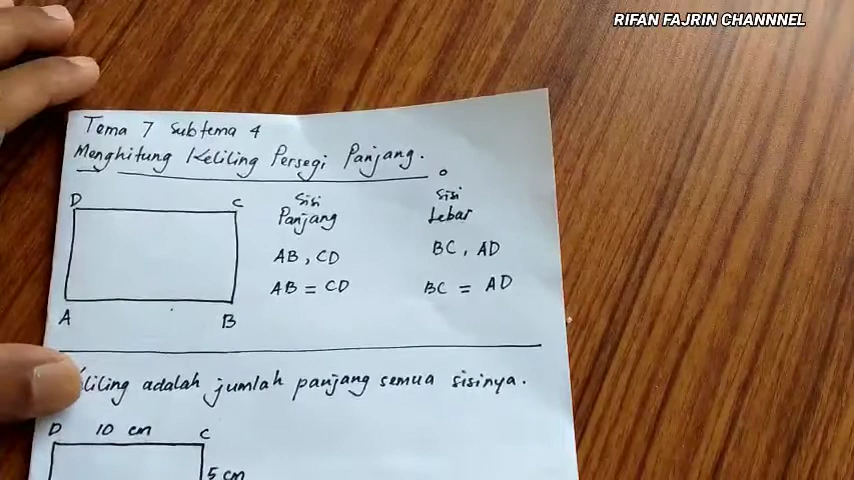 RIFAN FAJRIN CHANNNEL
Tema 7 Subtema 4
Menghitung Keliling Persegi Panjang.
D C
A B
Sisi
Panjang
AB, CD
AB = CD
Sisi
Lebar
BC, AD
BC = AD
adalah jumlah panjang semua sisinya.
D 10 cm C
5 cm